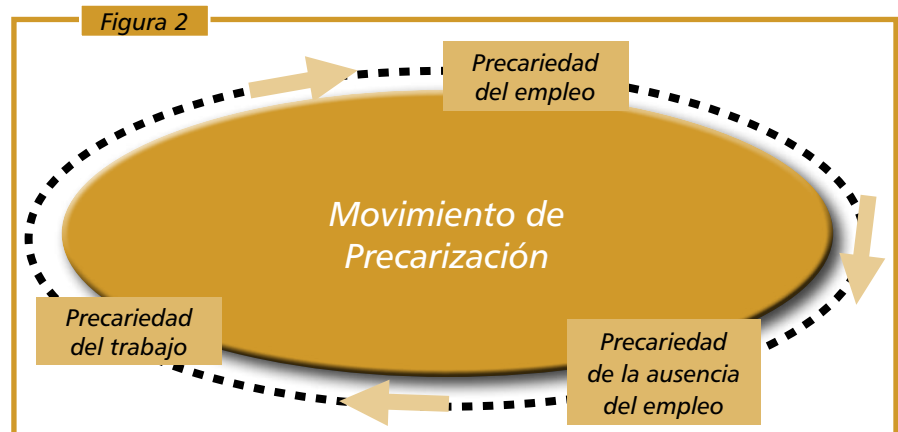 Figura 2
Precariedad
del empleo
Movimiento de
Precarización
Precariedad
del trabajo
Precariedad
de la ausencia
del empleo